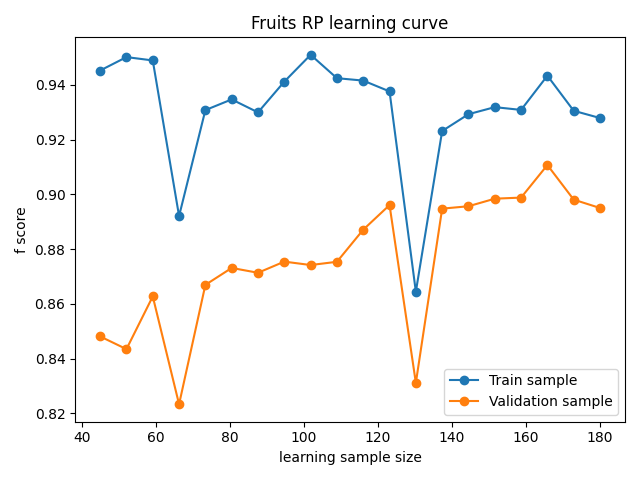 Fruits RP learning curve
f score
0.94
0.92
0.90
0.88
0.86
0.84
0.82
40 60 80 100 120 140 160 180
learning sample size
Train sample
Validation sample